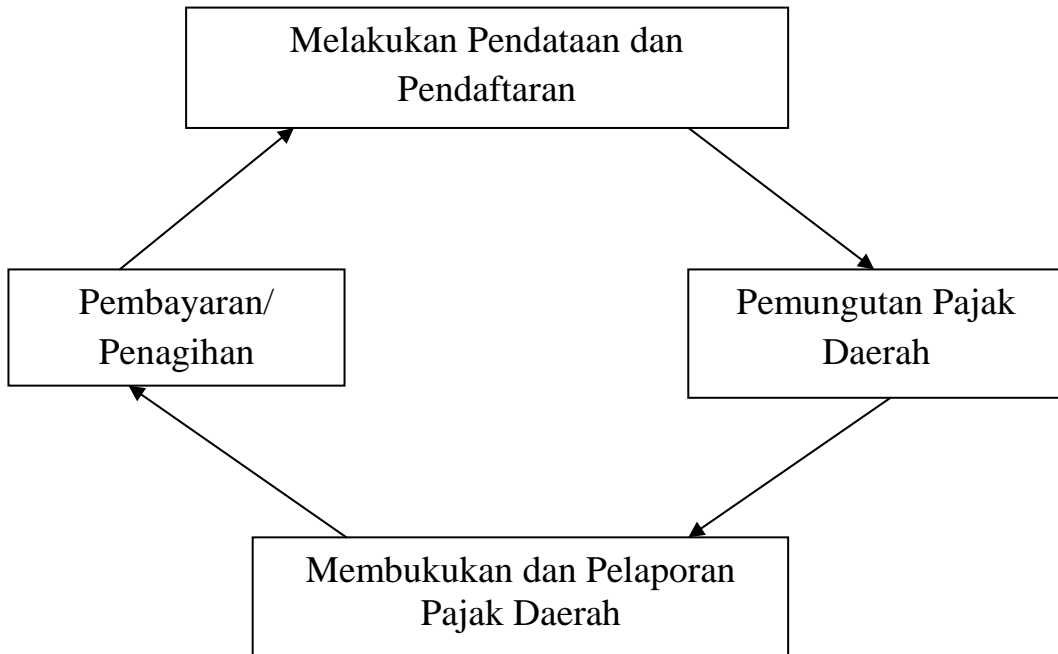 Melakukan Pendataan dan
Pendaftaran
Pembayaran/
Penagihan
Pemungutan Pajak
Daerah
Membukukan dan Pelaporan
Pajak Daerah